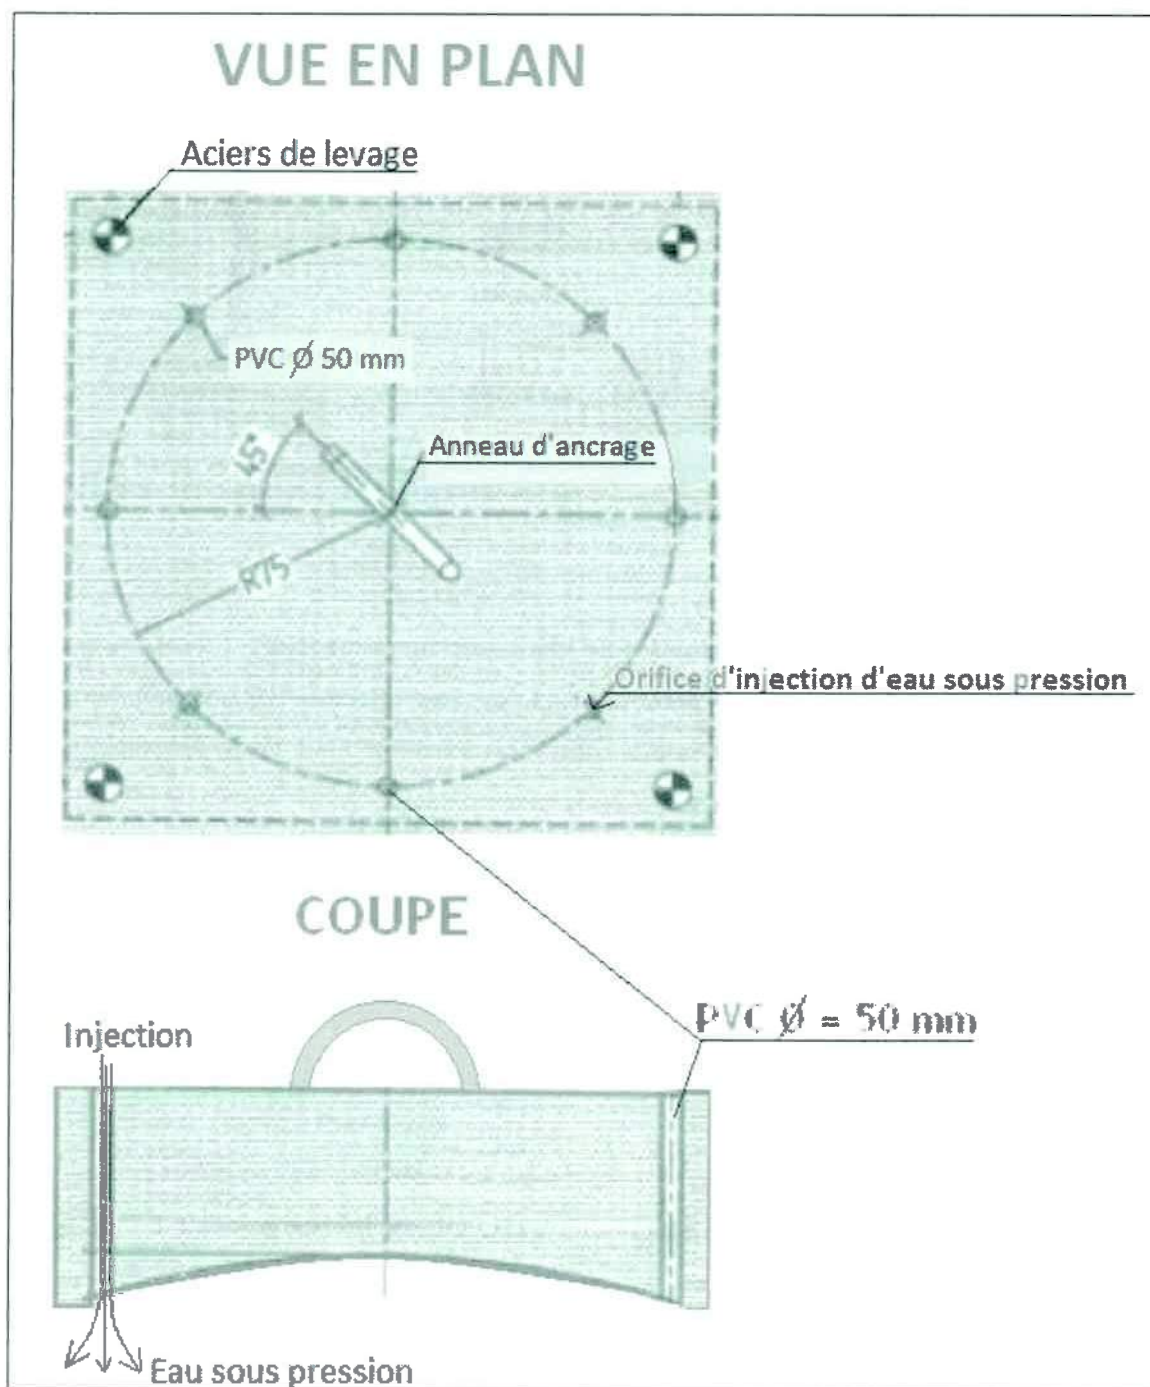 VUE EN PLAN
Aciers de levage
PVC Ø 50 mm
Anneau d'ancrage
45°
R75
Orifice d'injection d'eau sous pression
COUPE
PVC Ø = 50 mm
Injection
Eau sous pression